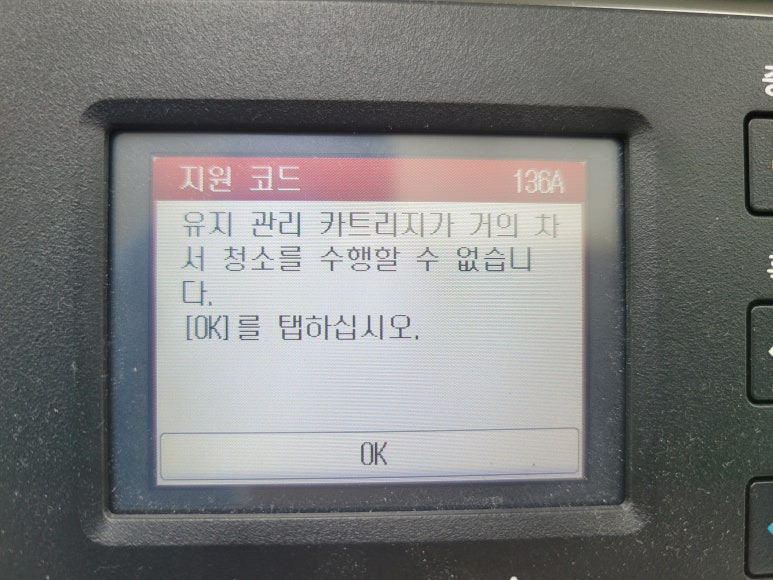 지원 코드 136A
유지 관리 카트리지가 거의 차
서 청소를 수행할 수 없습니
다.
[OK]를 탭하십시오.
OK